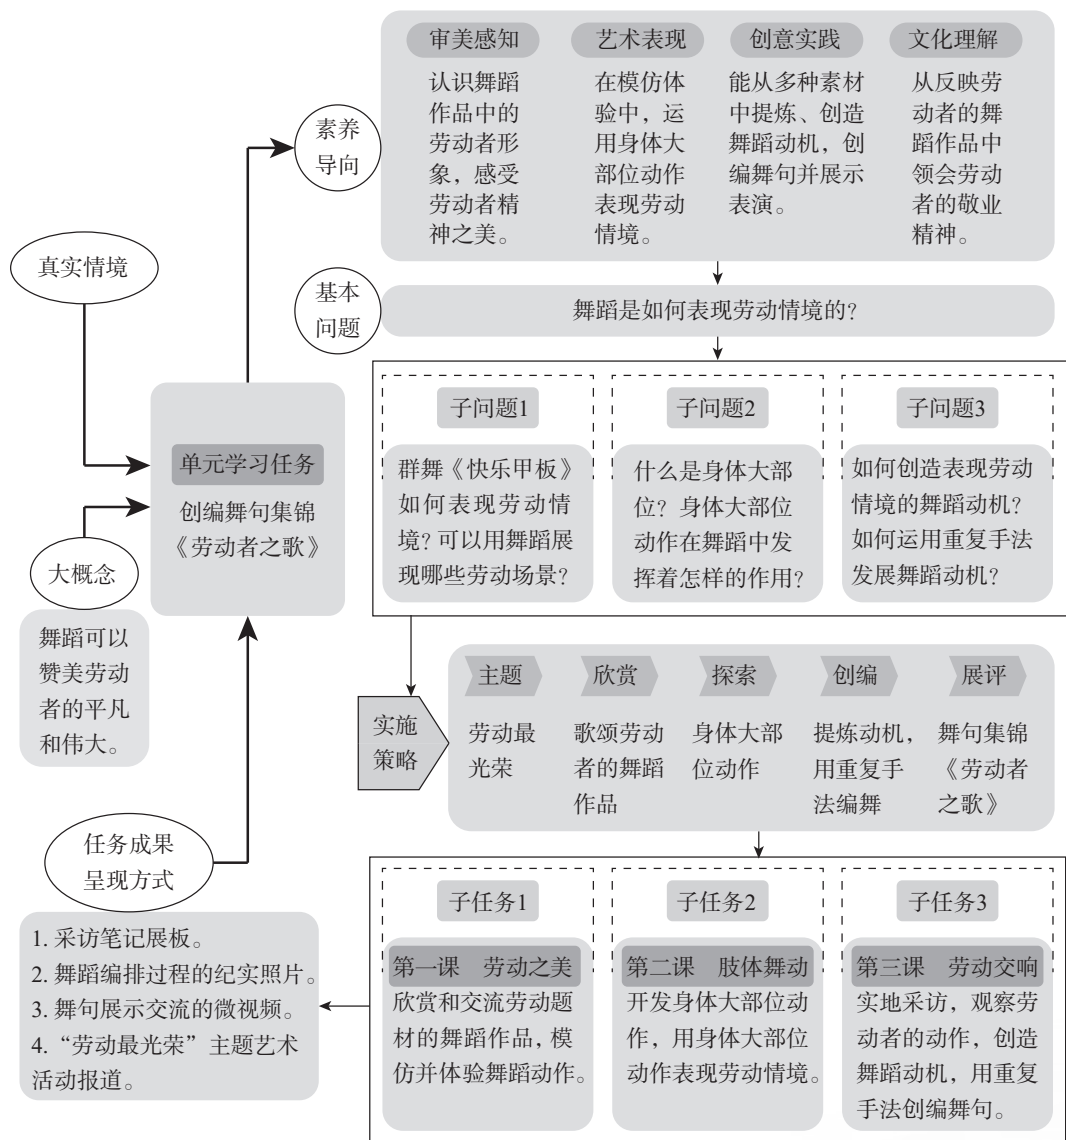 审美感知
认识舞蹈
作品中的
劳动者形
象，感受
劳动者精
神之美。
艺术表现
在模仿体
验中，运
用身体大
部位动作
表现劳动
情境。
创意实践
能从多种素材
中提炼、创造
舞蹈动机，创
编舞句并展示
表演。
文化理解
从反映劳
动者的舞
蹈作品中
领会劳动
者的敬业
精神。
素养
导向
真实情境
基本
问题
舞蹈是如何表现劳动情境的？
单元学习任务
创编舞句集锦
《劳动者之歌》
大概念
舞蹈可以
赞美劳动
者的平凡
和伟大。
子问题1
群舞《快乐甲板》
如何表现劳动情
境？可以用舞蹈展
现哪些劳动场景？
子问题2
什么是身体大部
位？身体大部位
动作在舞蹈中发
挥着怎样的作用？
子问题3
如何创造表现劳动
情境的舞蹈动机？
如何运用重复手法
发展舞蹈动机？
实施
策略
主题
劳动最
光荣
欣赏
歌颂劳动
者的舞蹈
作品
探索
身体大部
位动作
创编
提炼动机，
用重复手
法编舞
展评
舞句集锦
《劳动者
之歌》
任务成果
呈现方式
1. 采访笔记展板。
2. 舞蹈编排过程的纪实照片。
3. 舞句展示交流的微视频。
4. “劳动最光荣”主题艺术
活动报道。
子任务1
第一课 劳动之美
欣赏和交流劳动题
材的舞蹈作品，模
仿并体验舞蹈动作。
子任务2
第二课 肢体舞动
开发身体大部位动
作，用身体大部位
动作表现劳动情境。
子任务3
第三课 劳动交响
实地采访，观察劳
动者的动作，创造
舞蹈动机，用重复
手法创编舞句。